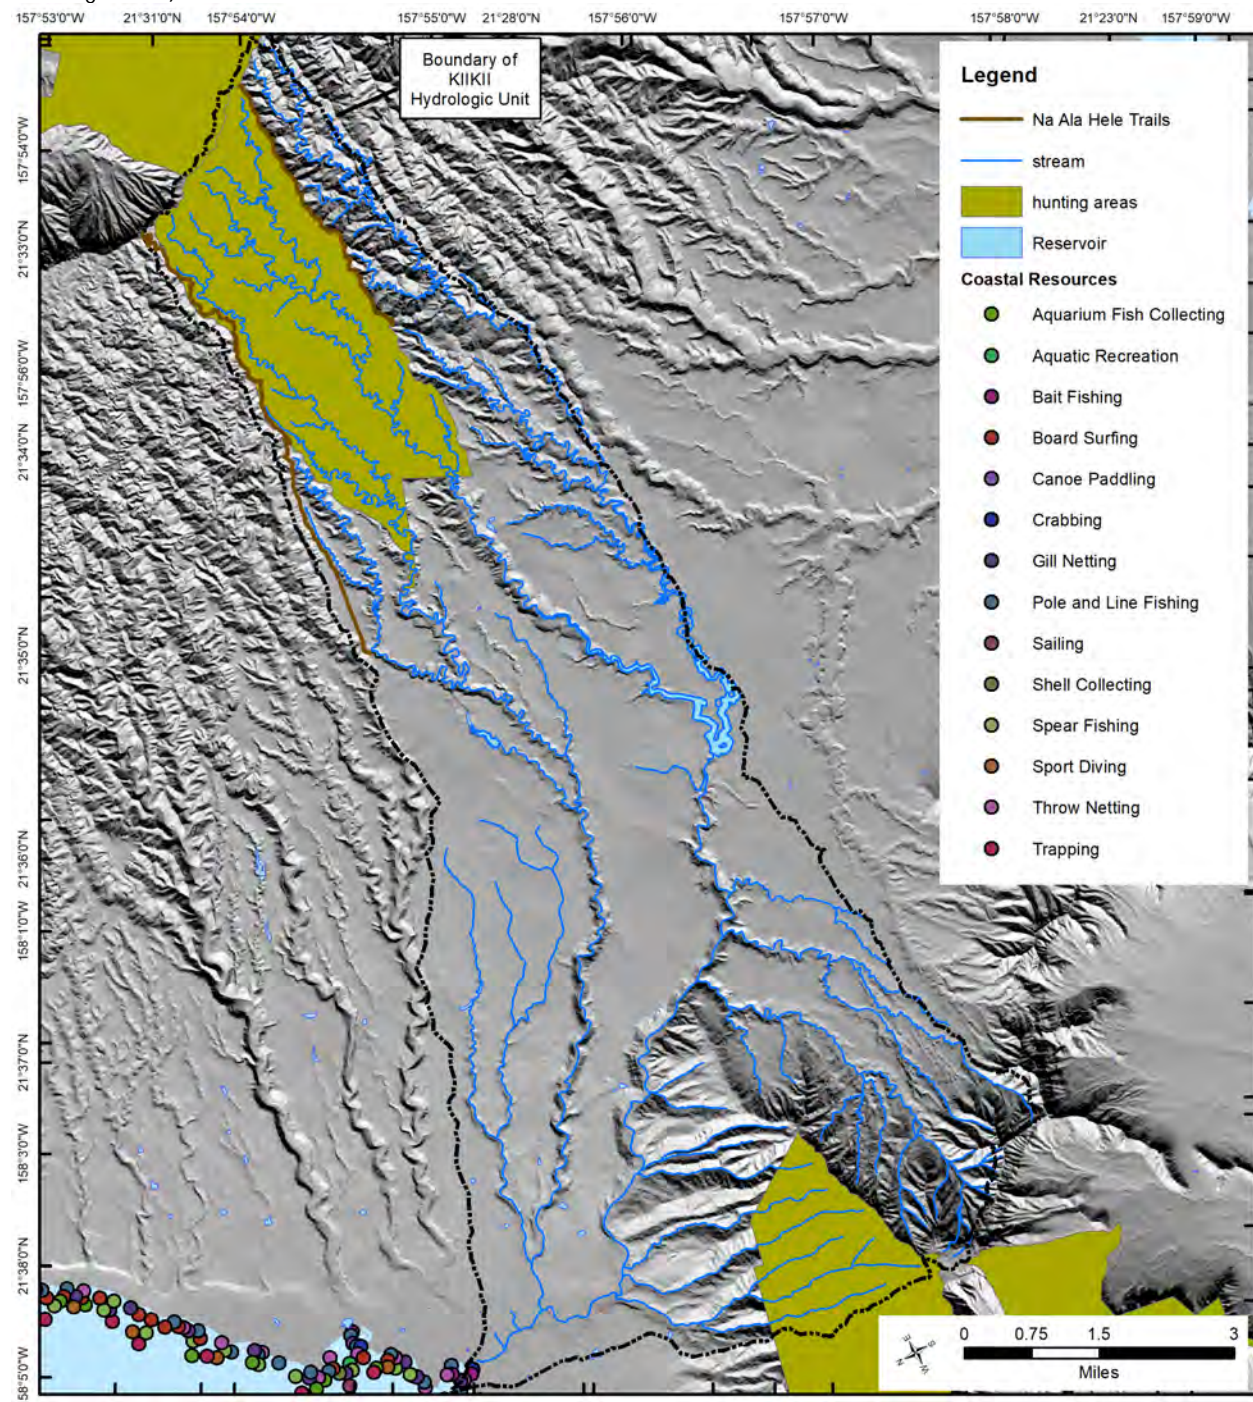 157°53'0"W 21°31'0"N 157°54'0"W 157°55'0"W 21°28'0"N 157°56'0"W 157°57'0"W 157°58'0"W 21°23'0"N 157°59'0"W
Boundary of
KIIKII
Hydrologic Unit
Legend
Na Ala Hele Trails
stream
hunting areas
Reservoir
Coastal Resources
Aquarium Fish Collecting
Aquatic Recreation
Bait Fishing
Board Surfing
Canoe Paddling
Crabbing
Gill Netting
Pole and Line Fishing
Sailing
Shell Collecting
Spear Fishing
Sport Diving
Throw Netting
Trapping
157°54'0"W
21°33'0"N
157°56'0"W
21°34'0"N
21°35'0"N
21°36'0"N
158°1'0"W
21°37'0"N
158°3'0"W
21°38'0"N
58°5'0"W
N E S W
0 0.75 1.5 3
Miles